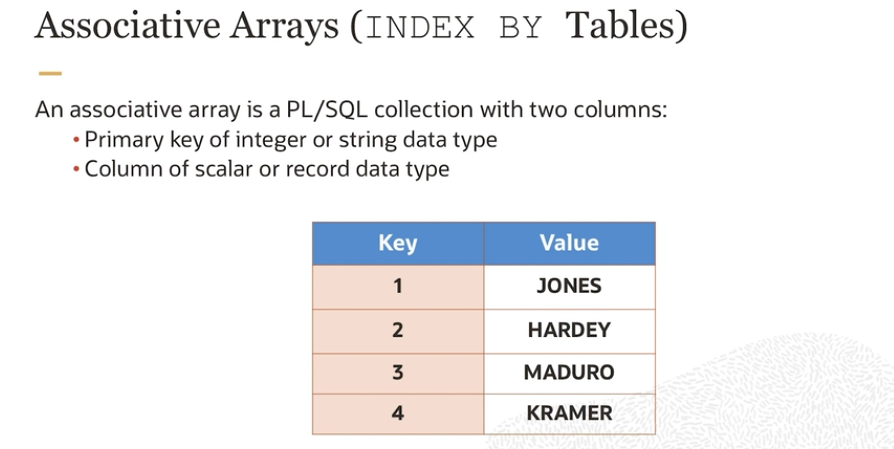 Associative Arrays (INDEX BY Tables)
An associative array is a PL/SQL collection with two columns:
• Primary key of integer or string data type
• Column of scalar or record data type
Key Value
1 JONES
2 HARDEY
3 MADURO
4 KRAMER